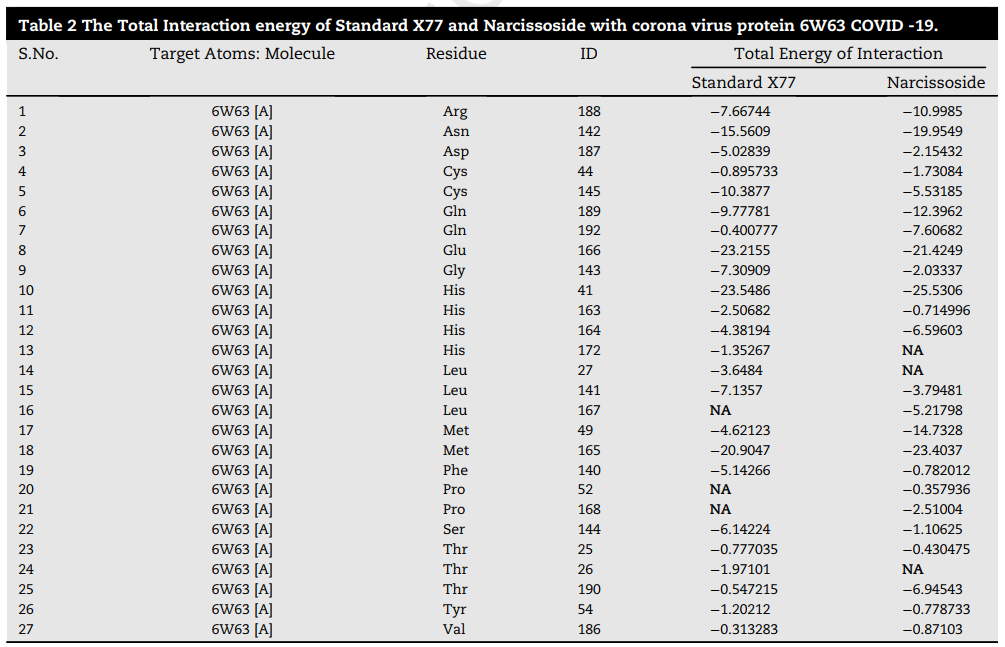 Table 2 The Total Interaction energy of Standard X77 and Narcissoside with corona virus protein 6W63 COVID -19.
S.No. Target Atoms: Molecule Residue ID Total Energy of Interaction
Standard X77 Narcissoside
1 6W63 [A] Arg 188 −7.66744 −10.9985
2 6W63 [A] Asn 142 −15.5609 −19.9549
3 6W63 [A] Asp 187 −5.02839 −2.15432
4 6W63 [A] Cys 44 −0.895733 −1.73084
5 6W63 [A] Cys 145 −10.3877 −5.53185
6 6W63 [A] Gln 189 −9.77781 −12.3962
7 6W63 [A] Gln 192 −0.400777 −7.60682
8 6W63 [A] Glu 166 −23.2155 −21.4249
9 6W63 [A] Gly 143 −7.30909 −2.03337
10 6W63 [A] His 41 −23.5486 −25.5306
11 6W63 [A] His 163 −2.50682 −0.714996
12 6W63 [A] His 164 −4.38194 −6.59603
13 6W63 [A] His 172 −1.35267 NA
14 6W63 [A] Leu 27 −3.6484 NA
15 6W63 [A] Leu 141 −7.1357 −3.79481
16 6W63 [A] Leu 167 NA −5.21798
17 6W63 [A] Met 49 −4.62123 −14.7328
18 6W63 [A] Met 165 −20.9047 −23.4037
19 6W63 [A] Phe 140 −5.14266 −0.782012
20 6W63 [A] Pro 52 NA −0.357936
21 6W63 [A] Pro 168 NA −2.51004
22 6W63 [A] Ser 144 −6.14224 −1.10625
23 6W63 [A] Thr 25 −0.777035 −0.430475
24 6W63 [A] Thr 26 −1.97101 NA
25 6W63 [A] Thr 190 −0.547215 −6.94543
26 6W63 [A] Tyr 54 −1.20212 −0.778733
27 6W63 [A] Val 186 −0.313283 −0.87103